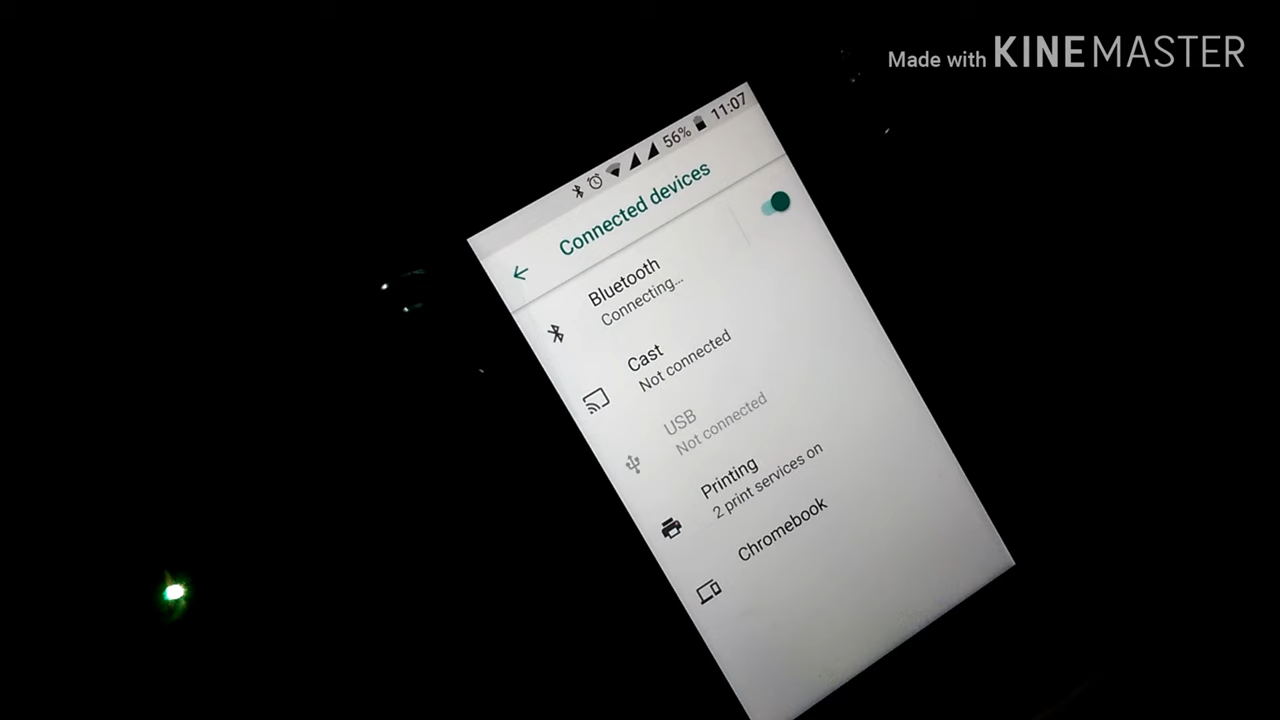 Made with KINEMASTER
56% 11:07
Connected devices
Bluetooth
Connecting...
Cast
Not connected
USB
Not connected
Printing
2 print services on
Chromebook